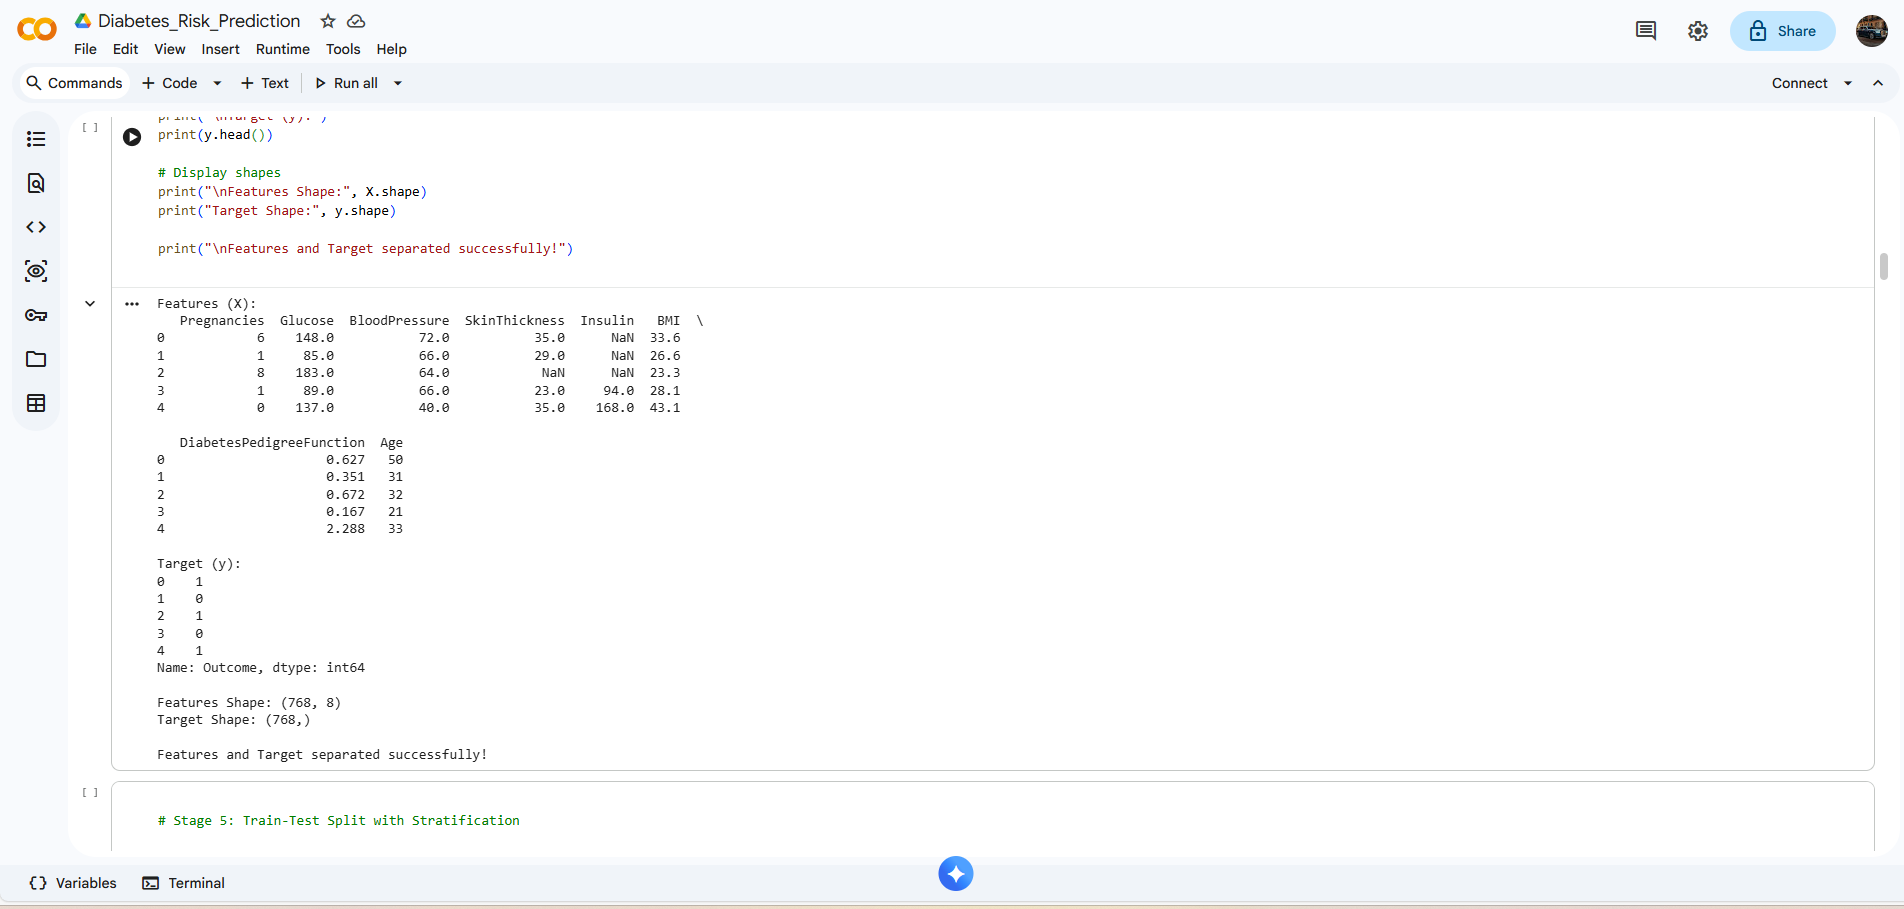 Diabetes_Risk_Prediction
File Edit View Insert Runtime Tools Help
Share
Commands + Code + Text Run all
Connect
[ ]
print("\nTarget (y):")
print(y.head())
# Display shapes
print("\nFeatures Shape:", X.shape)
print("Target Shape:", y.shape)
print("\nFeatures and Target separated successfully!")
Features (X):
Pregnancies Glucose BloodPressure SkinThickness Insulin BMI \
0 6 148.0 72.0 35.0 NaN 33.6
1 1 85.0 66.0 29.0 NaN 26.6
2 8 183.0 64.0 NaN NaN 23.3
3 1 89.0 66.0 23.0 94.0 28.1
4 0 137.0 40.0 35.0 168.0 43.1
DiabetesPedigreeFunction Age
0 0.627 50
1 0.351 31
2 0.672 32
3 0.167 21
4 2.288 33
Target (y):
0 1
1 0
2 1
3 0
4 1
Name: Outcome, dtype: int64
Features Shape: (768, 8)
Target Shape: (768,)
Features and Target separated successfully!
[ ]
# Stage 5: Train-Test Split with Stratification
Variables Terminal